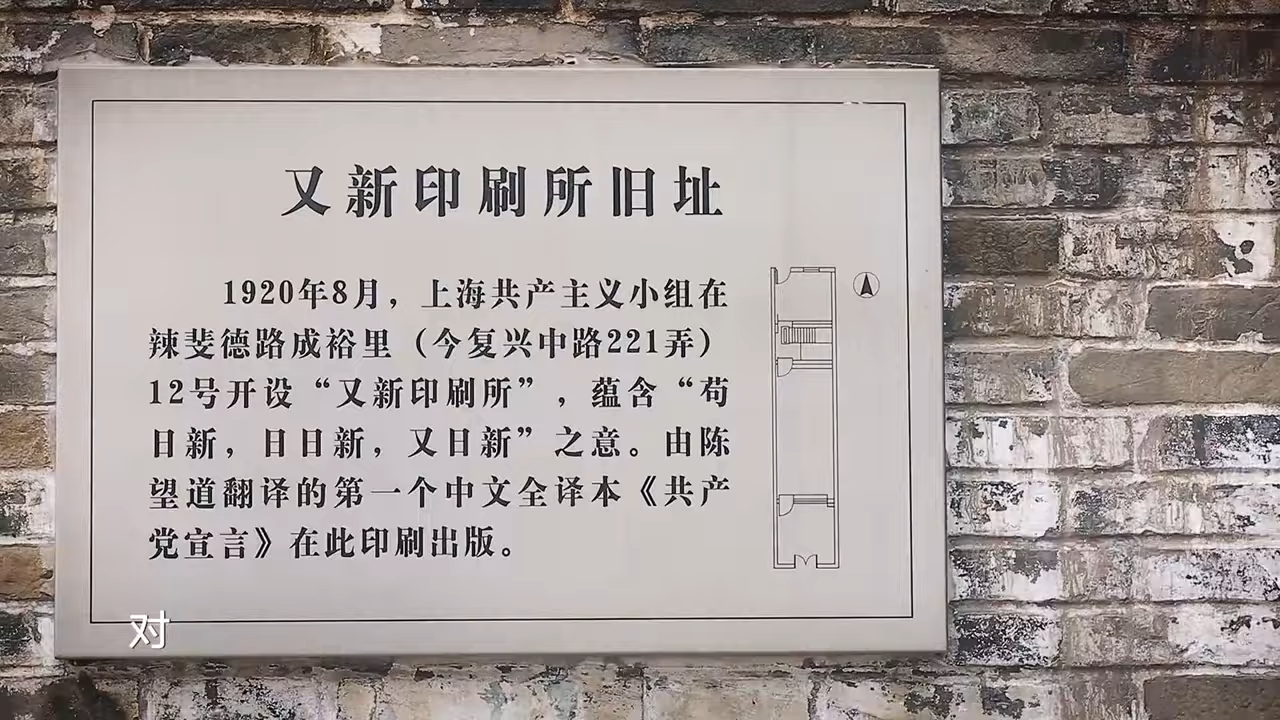 又新印刷所旧址
1920年8月，上海共产主义小组在
辣斐德路成裕里（今复兴中路221弄）
12号开设“又新印刷所”，蕴含“苟
日新，日日新，又日新”之意。由陈
望道翻译的第一个中文全译本《共产
党宣言》在此印刷出版。
对